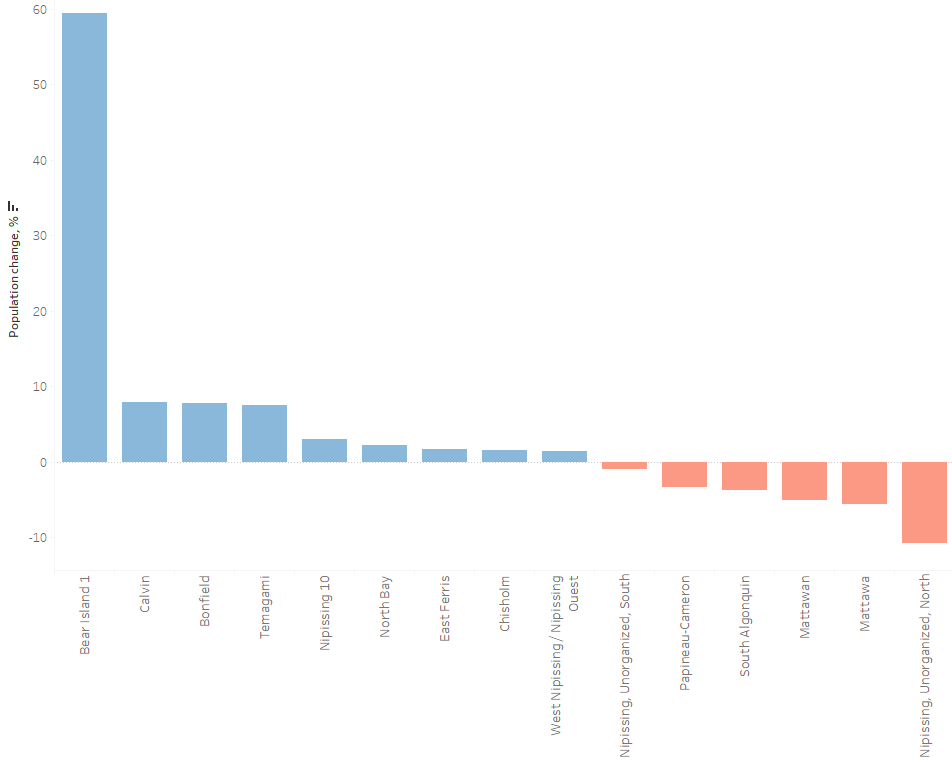 60
50
40
30
20
10
0
-10
Population change, %
Bear Island 1
Calvin
Bonfield
Temagami
Nipissing 10
North Bay
East Ferris
Chisholm
West Nipissing / Nipissing
Ouest
Nipissing, Unorganized, South
Papineau-Cameron
South Algonquin
Mattawan
Mattawa
Nipissing, Unorganized, North